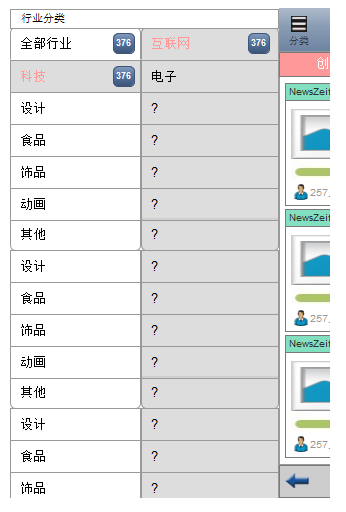 行业分类
全部行业 376 互联网 376 分类
科技 376 电子 创
设计 ? NewsZeit
食品 ?
饰品 ?
动画 ? 257
其他 ? NewsZeit
设计 ?
食品 ?
饰品 ? 257
动画 ? NewsZeit
其他 ?
设计 ?
食品 ? 257
饰品 ?